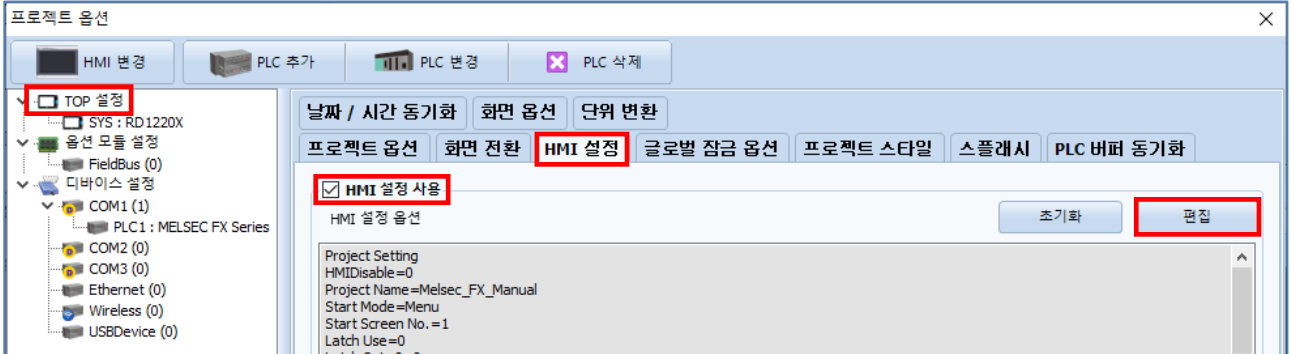 프로젝트 옵션
HMI 변경 PLC 추가 PLC 변경 PLC 삭제
TOP 설정
SYS : RD1220X
옵션 모듈 설정
FieldBus (0)
디바이스 설정
COM1 (1)
PLC1 : MELSEC FX Series
COM2 (0)
COM3 (0)
Ethernet (0)
Wireless (0)
USBDevice (0)
날짜 / 시간 동기화 화면 옵션 단위 변환
프로젝트 옵션 화면 전환 HMI 설정 글로벌 잠금 옵션 프로젝트 스타일 스플래시 PLC 버퍼 동기화
HMI 설정 사용
HMI 설정 옵션 초기화 편집
Project Setting
HMIDisable=0
Project Name=Melsec_FX_Manual
Start Mode=Menu
Start Screen No.=1
Latch Use=0